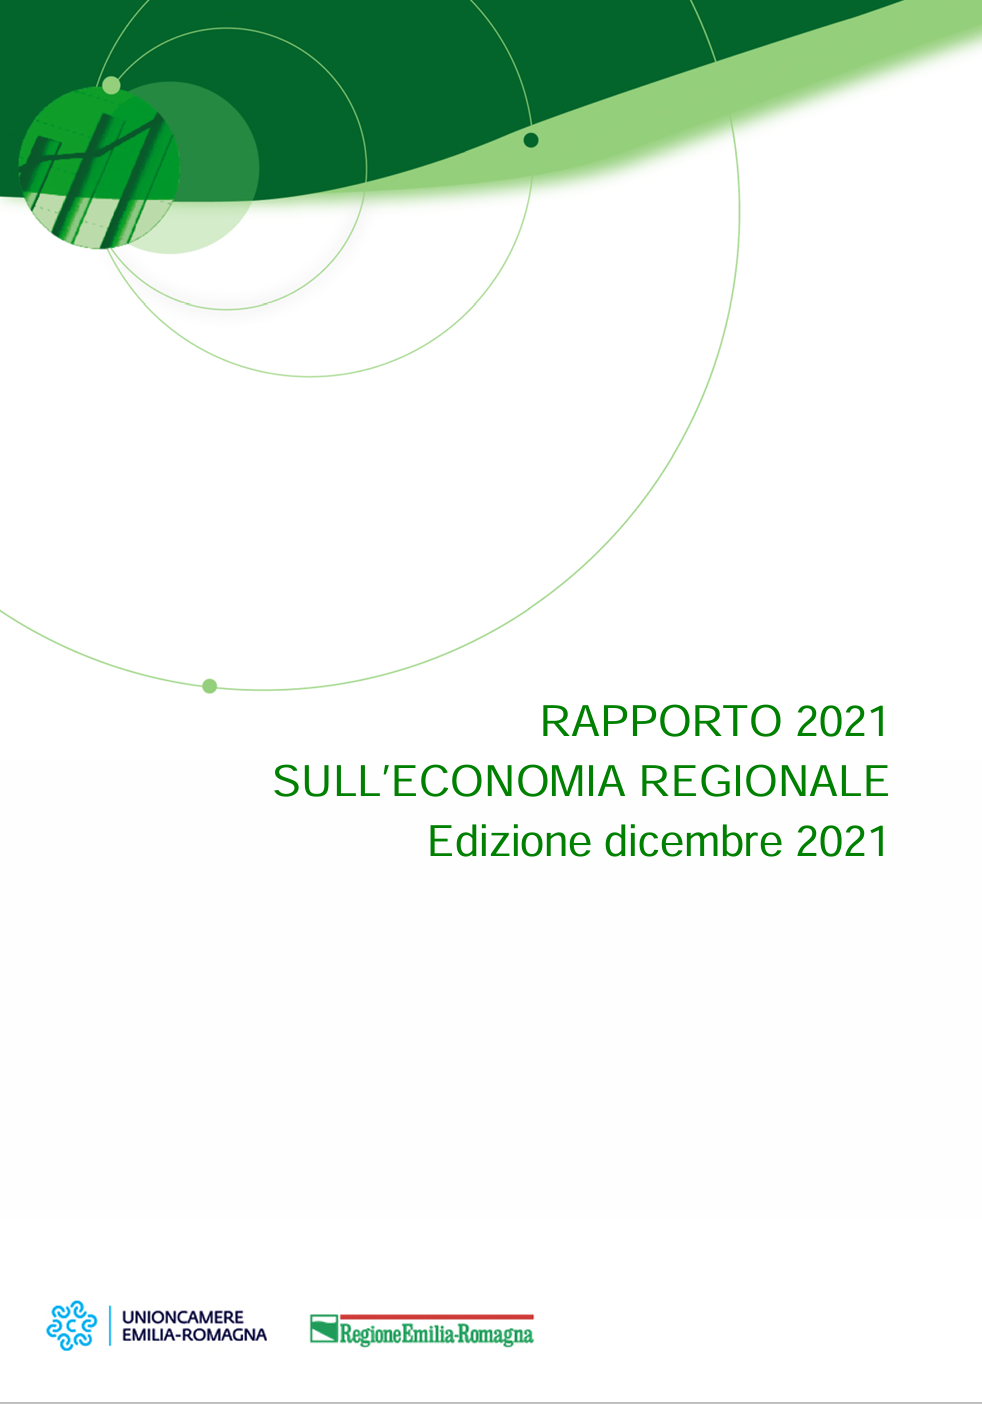 RAPPORTO 2021
SULL'ECONOMIA REGIONALE
Edizione dicembre 2021
UNIONCAMERE
EMILIA-ROMAGNA
RegioneEmilia-Romagna